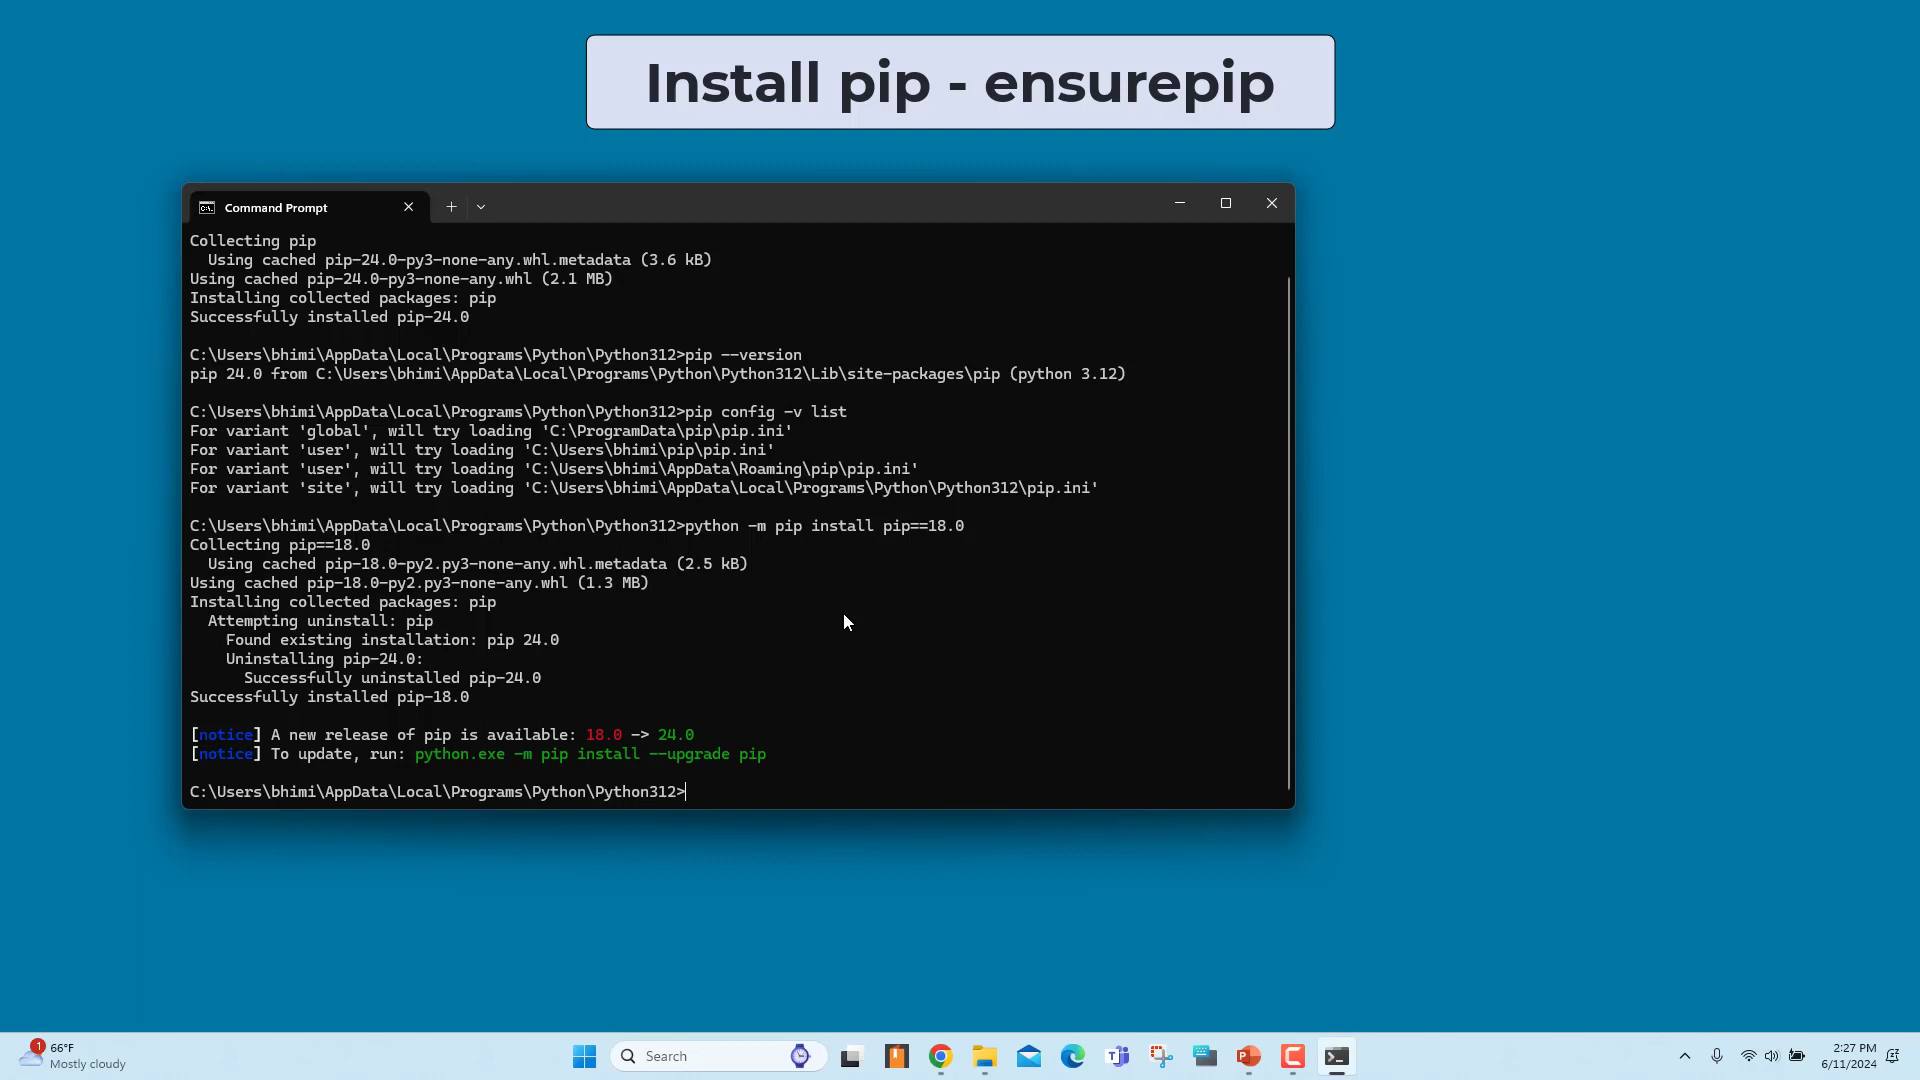 Install pip - ensurepip
Command Prompt
Collecting pip
Using cached pip-24.0-py3-none-any.whl.metadata (3.6 kB)
Using cached pip-24.0-py3-none-any.whl (2.1 MB)
Installing collected packages: pip
Successfully installed pip-24.0
C:\Users\bhimi\AppData\Local\Programs\Python\Python312>pip --version
pip 24.0 from C:\Users\bhimi\AppData\Local\Programs\Python\Python312\Lib\site-packages\pip (python 3.12)
C:\Users\bhimi\AppData\Local\Programs\Python\Python312>pip config -v list
For variant 'global', will try loading 'C:\ProgramData\pip\pip.ini'
For variant 'user', will try loading 'C:\Users\bhimi\pip\pip.ini'
For variant 'user', will try loading 'C:\Users\bhimi\AppData\Roaming\pip\pip.ini'
For variant 'site', will try loading 'C:\Users\bhimi\AppData\Local\Programs\Python\Python312\pip.ini'
C:\Users\bhimi\AppData\Local\Programs\Python\Python312>python -m pip install pip==18.0
Collecting pip==18.0
Using cached pip-18.0-py2.py3-none-any.whl.metadata (2.5 kB)
Using cached pip-18.0-py2.py3-none-any.whl (1.3 MB)
Installing collected packages: pip
Attempting uninstall: pip
Found existing installation: pip 24.0
Uninstalling pip-24.0:
Successfully uninstalled pip-24.0
Successfully installed pip-18.0
[notice] A new release of pip is available: 18.0 -> 24.0
[notice] To update, run: python.exe -m pip install --upgrade pip
C:\Users\bhimi\AppData\Local\Programs\Python\Python312>
1
66°F
Mostly cloudy
Search
2:27 PM
6/11/2024